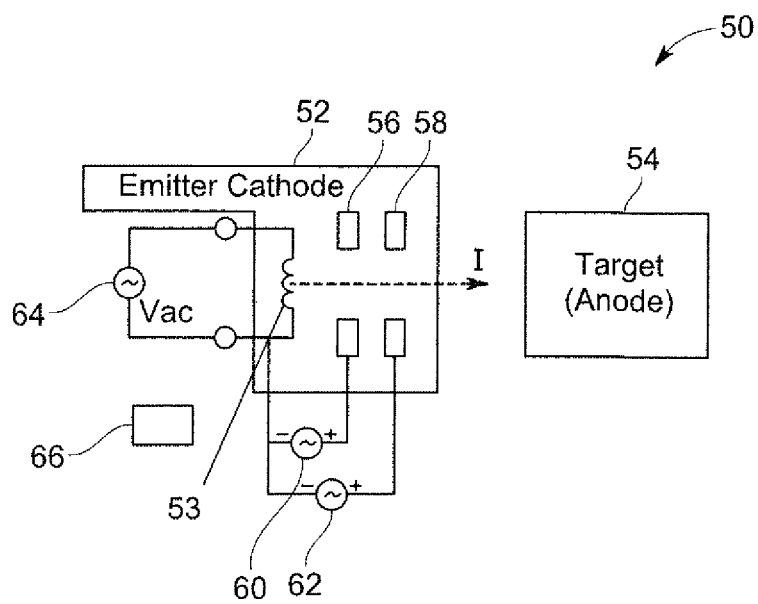 50
52
56
58
54
Emitter Cathode
I
Target
(Anode)
64
Vac
66
- +
- +
53
60
62